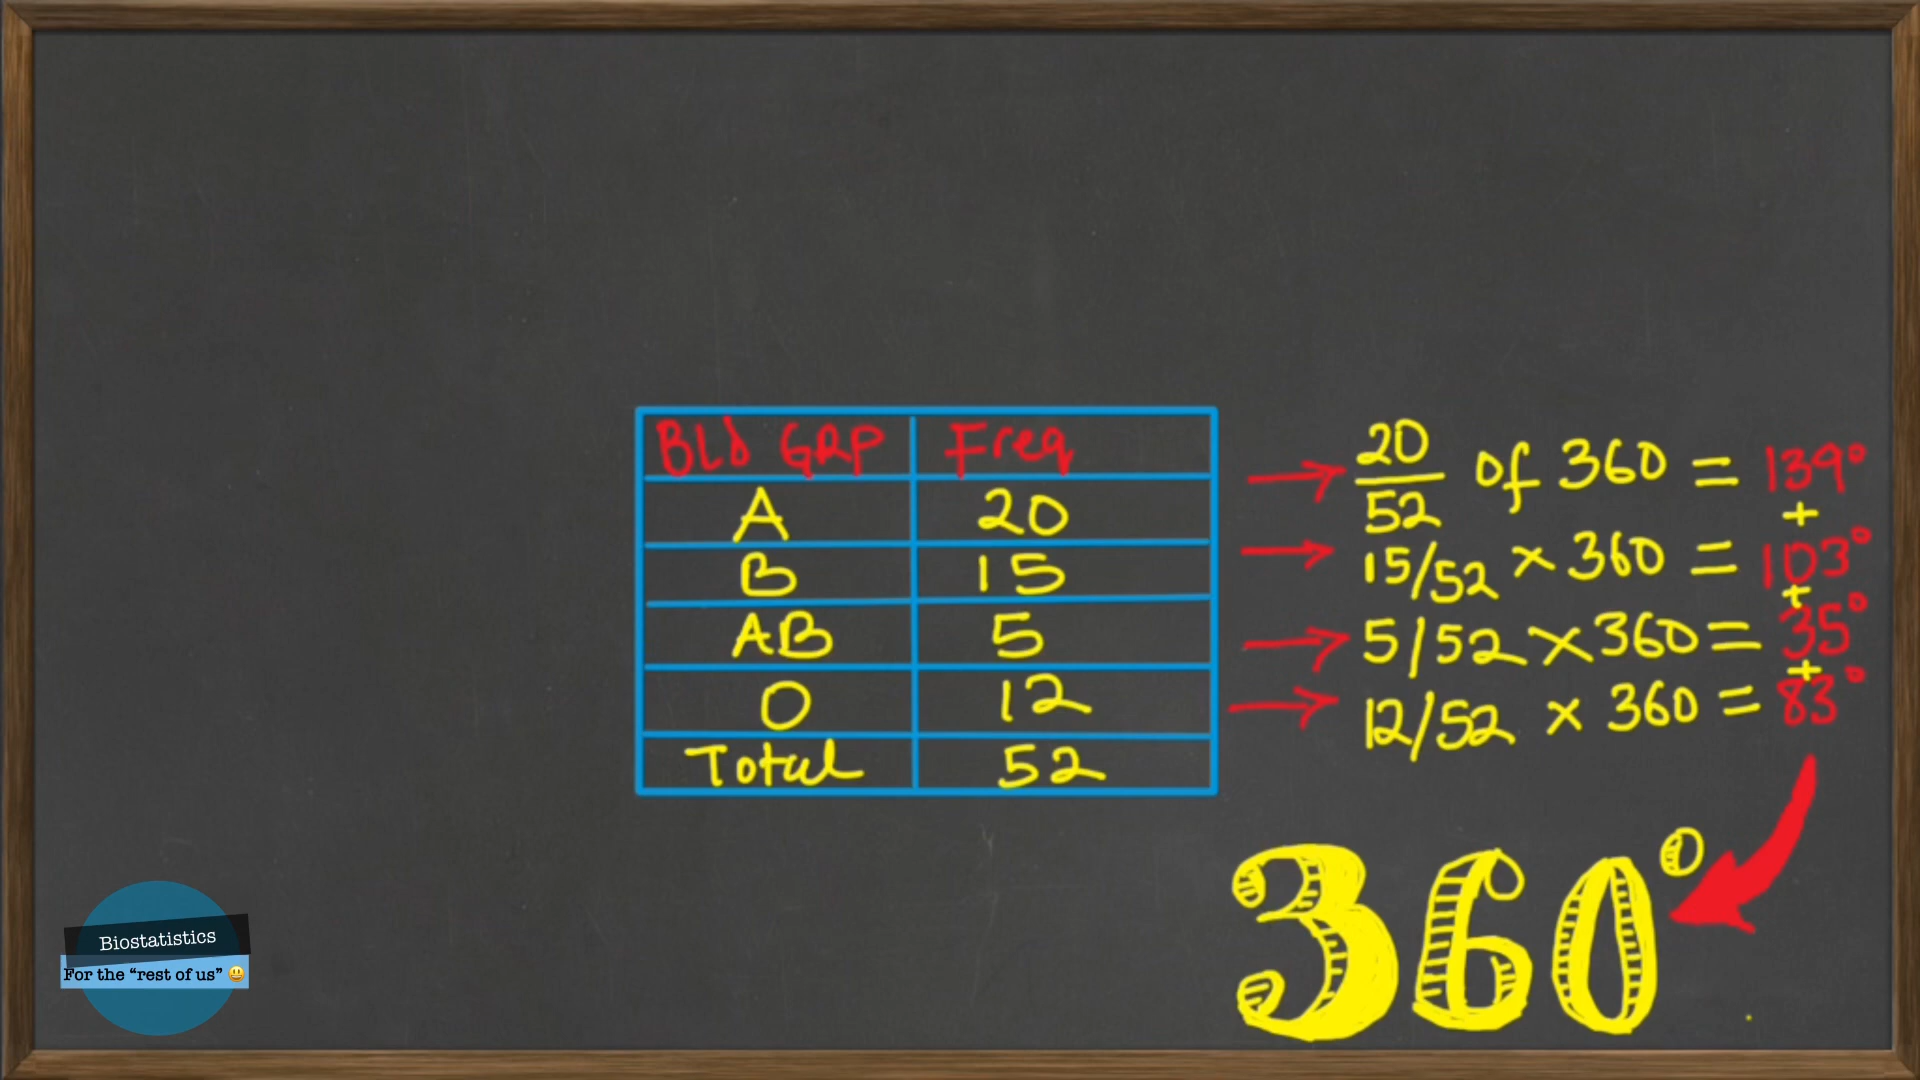 BLd GRP Freq
A 20
B 15
AB 5
O 12
Total 52
20/52 of 360 = 139°
+
15/52 × 360 = 103°
+
5/52 × 360 = 35°
+
12/52 × 360 = 83°
360°
Biostatistics
For the “rest of us” 😃